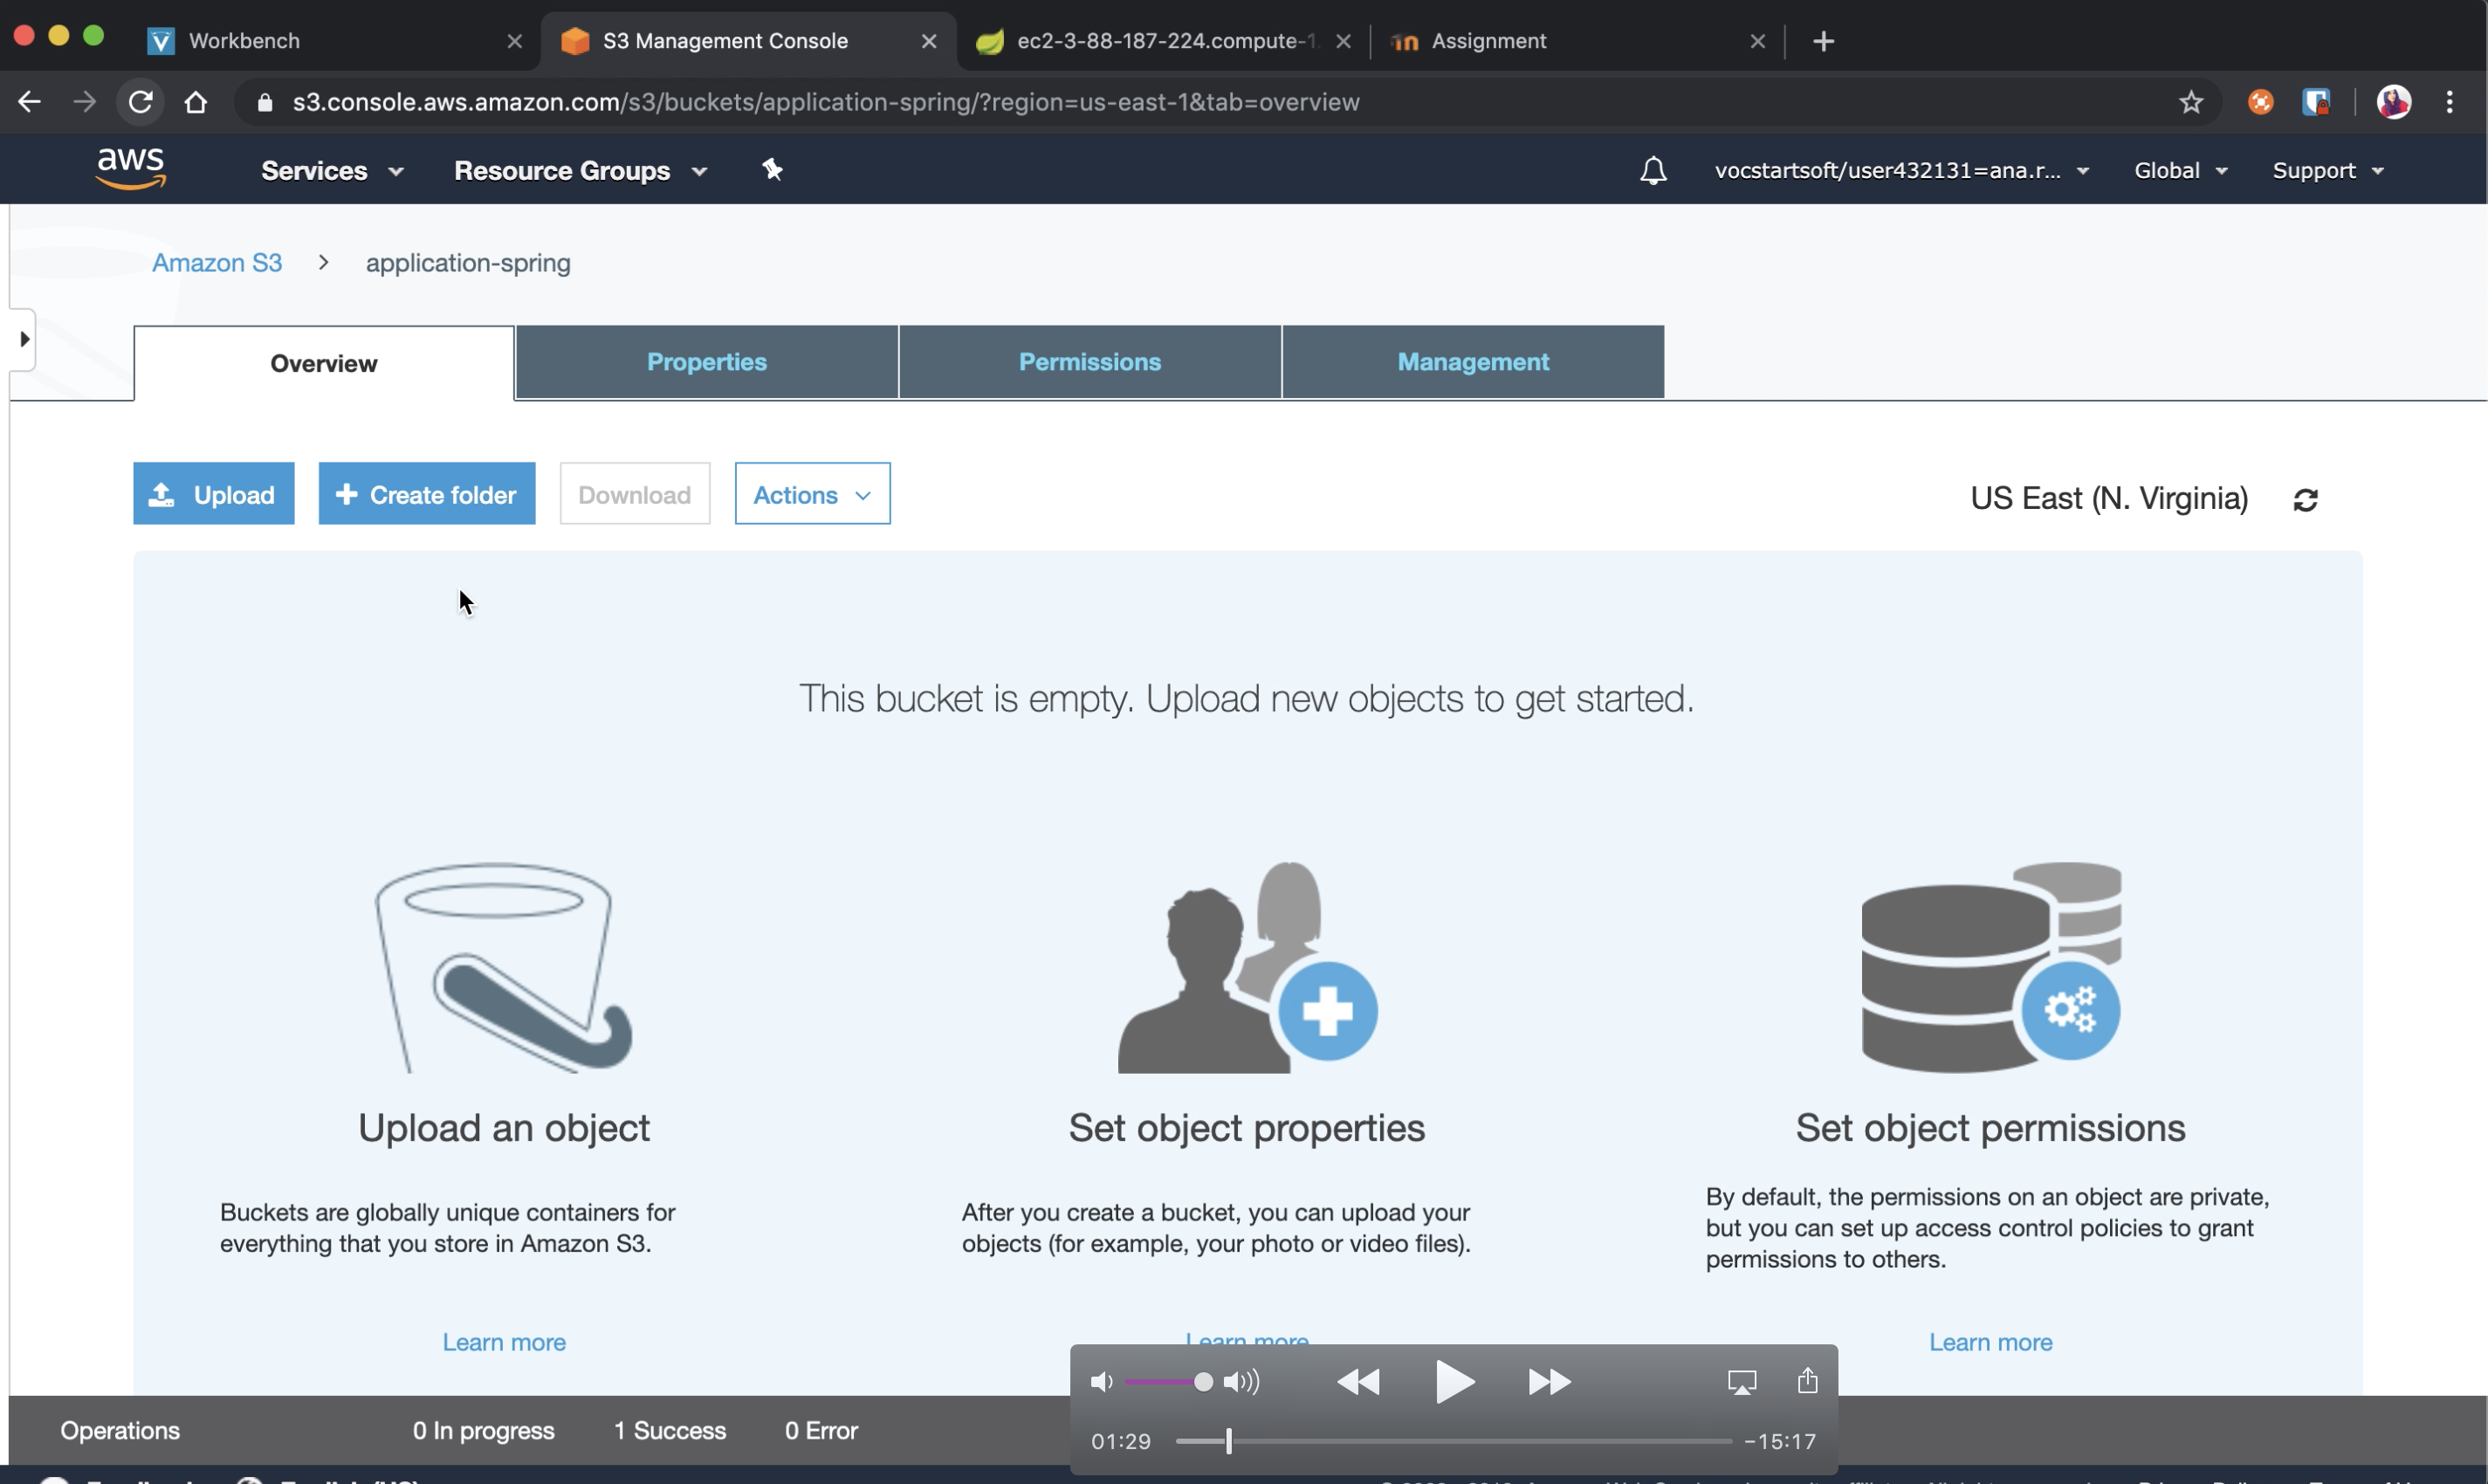 Workbench
S3 Management Console
ec2-3-88-187-224.compute-1.
Assignment
s3.console.aws.amazon.com/s3/buckets/application-spring/?region=us-east-1&tab=overview
aws
Services
Resource Groups
vocstartsoft/user432131=ana.r...
Global
Support
Amazon S3 > application-spring
Overview
Properties
Permissions
Management
Upload
+ Create folder
Download
Actions
US East (N. Virginia)
This bucket is empty. Upload new objects to get started.
Upload an object
Buckets are globally unique containers for
everything that you store in Amazon S3.
Learn more
Set object properties
After you create a bucket, you can upload your
objects (for example, your photo or video files).
Learn more
Set object permissions
By default, the permissions on an object are private,
but you can set up access control policies to grant
permissions to others.
Learn more
Operations
0 In progress
1 Success
0 Error
01:29
-15:17